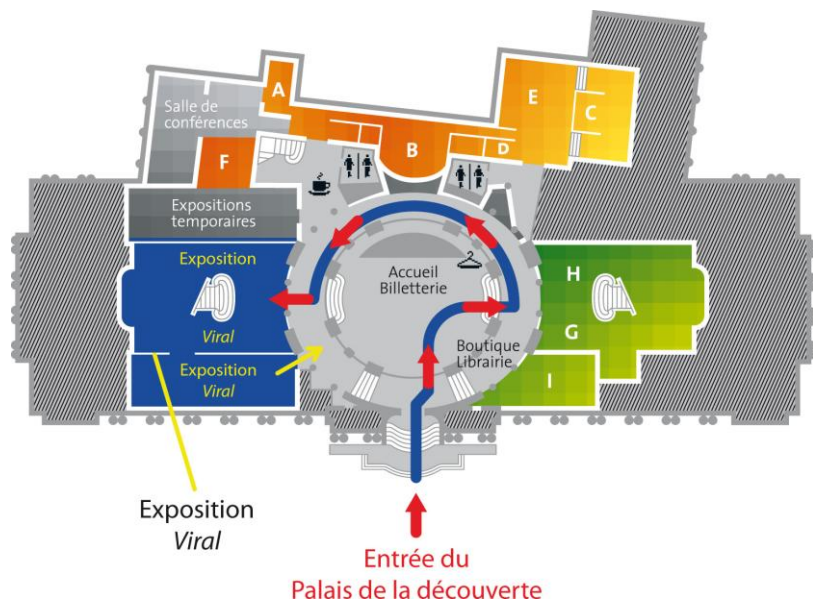 A
Salle de
conférences
F
B
D
E
C
Expositions
temporaires
Exposition
Viral
Exposition
Viral
Accueil
Billetterie
Boutique
Librairie
H
G
I
Exposition
Viral
Entrée du
Palais de la découverte